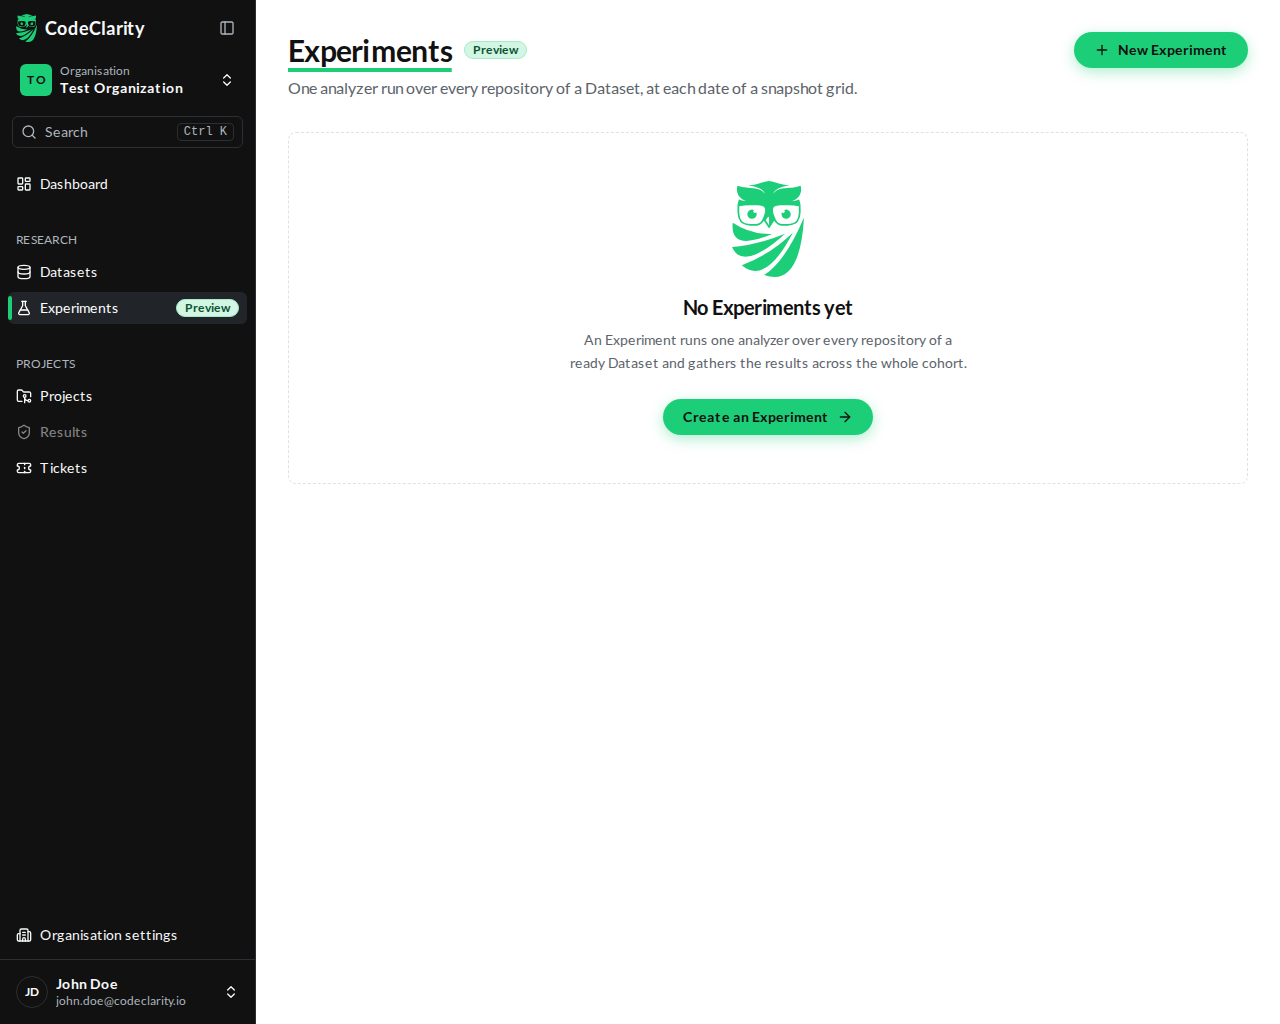 CodeClarity
TO
Organisation
Test Organization
Search
Ctrl K
Dashboard
RESEARCH
Datasets
Experiments
Preview
PROJECTS
Projects
Results
Tickets
Organisation settings
JD
John Doe
john.doe@codeclarity.io
Experiments
Preview
New Experiment
One analyzer run over every repository of a Dataset, at each date of a snapshot grid.
No Experiments yet
An Experiment runs one analyzer over every repository of a
ready Dataset and gathers the results across the whole cohort.
Create an Experiment